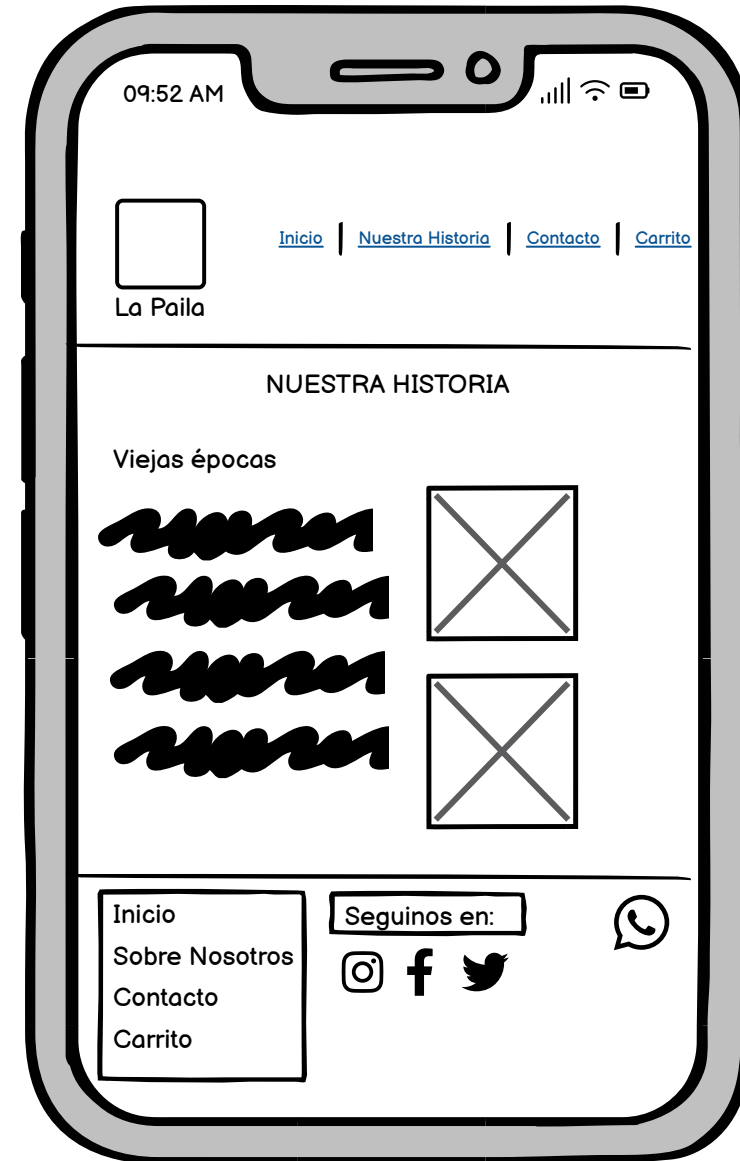 09:52 AM
Inicio | Nuestra Historia | Contacto | Carrito
La Paila
NUESTRA HISTORIA
Viejas épocas
Inicio
Sobre Nosotros
Contacto
Carrito
Seguinos en: